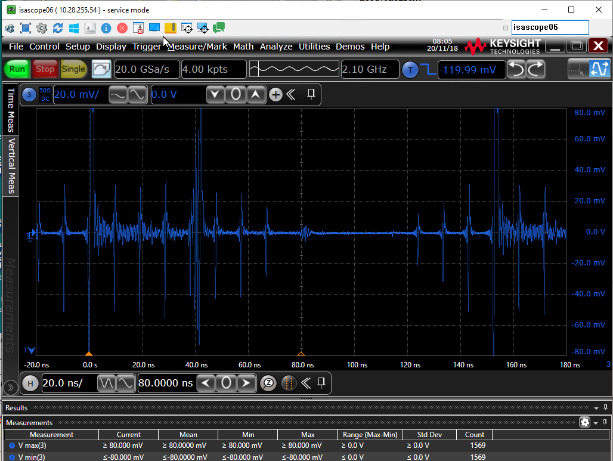 isascope06 ( 10.28.255.54 ) - service mode
isascope06
File Control Setup Display Trigger Measure/Mark Math Analyze Utilities Demos Help
08:05
20/11/18
KEYSIGHT
TECHNOLOGIES
Run Stop Single 20.0 GSa/s 4.00 kpts 2.10 GHz T 119.99 mV
3 DC 20.0 mV/ 0.0 V
Time Meas
Vertical Meas
Measurements
80.0 mV
60.0 mV
40.0 mV
20.0 mV
0.0 V
-20.0 mV
-40.0 mV
-60.0 mV
-80.0 mV
-20.0 ns 0.0 s 20.0 ns 40.0 ns 60.0 ns 80.0 ns 100 ns 120 ns 140 ns 160 ns 180 ns
H 20.0 ns/ 80.0000 ns 0 Z
Results
Measurements
Measurement Current Mean Min Max Range (Max-Min) Std Dev Count
V max(3) ≥ 80.000 mV ≥ 80.0000 mV ≥ 80.000 mV ≥ 80.000 mV ≥ 0.0 V ≥ 0.0 V 1569
V min(3) ≤-80.000 mV ≤-80.0000 mV ≤-80.000 mV ≤-80.000 mV ≥ 0.0 V ≥ 0.0 V 1569